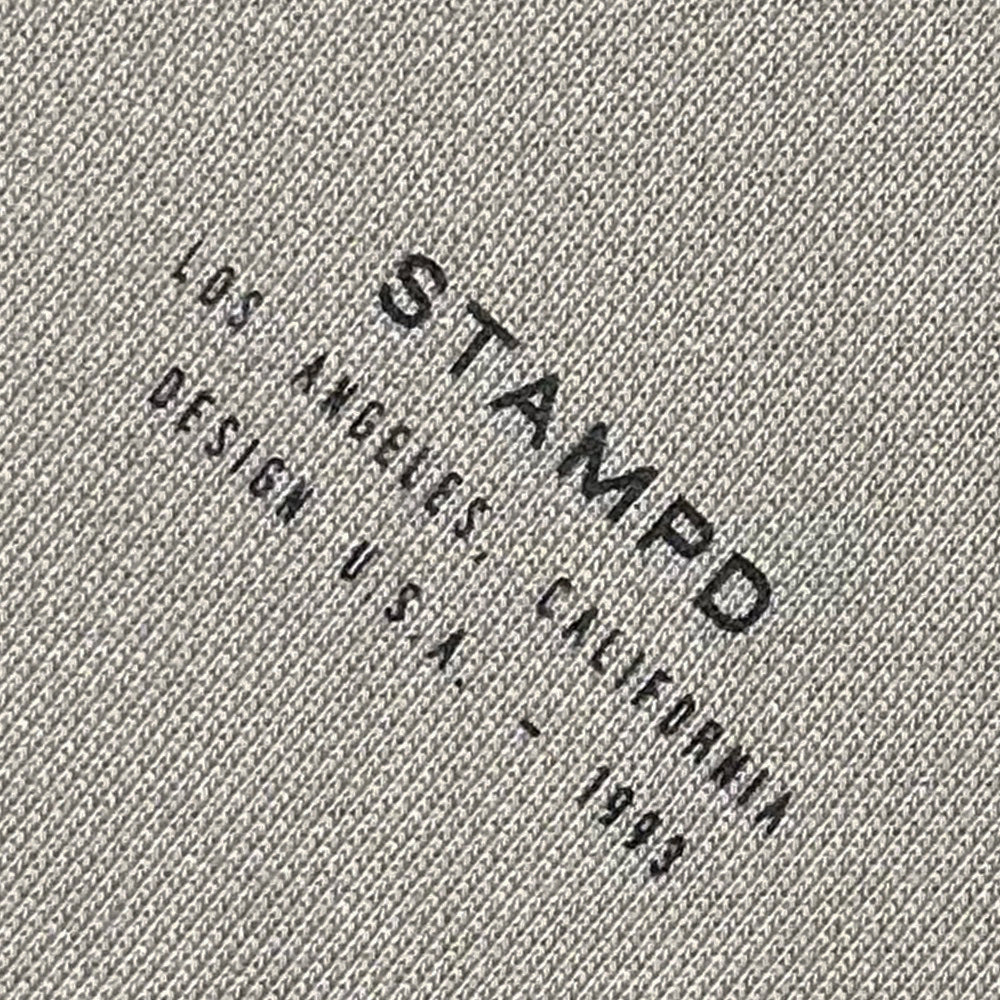 STAMPD
LOS ANGELES, CALIFORNIA
DESIGN U.S.A. - 1993